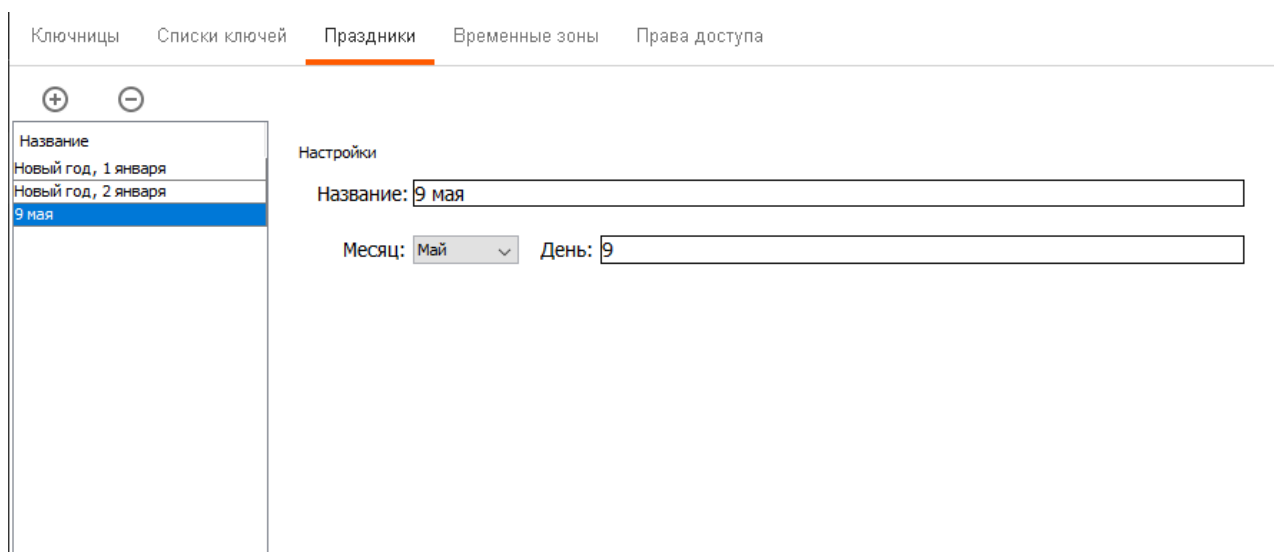 Ключницы Списки ключей Праздники Временные зоны Права доступа
Название
Новый год, 1 января
Новый год, 2 января
9 мая
Настройки
Название: 9 мая
Месяц: Май День: 9